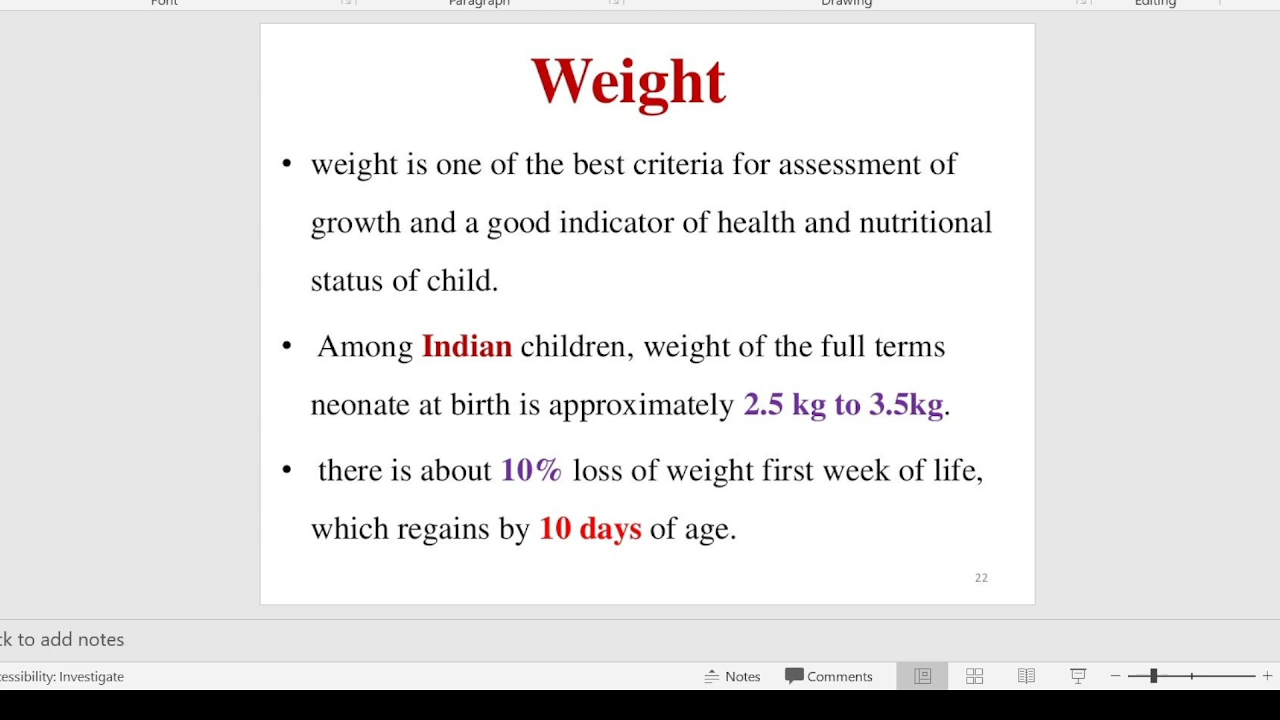 Font Paragraph Drawing Editing
Weight
• weight is one of the best criteria for assessment of
growth and a good indicator of health and nutritional
status of child.
• Among Indian children, weight of the full terms
neonate at birth is approximately 2.5 kg to 3.5kg.
• there is about 10% loss of weight first week of life,
which regains by 10 days of age.
22
ck to add notes
cessibility: Investigate Notes Comments